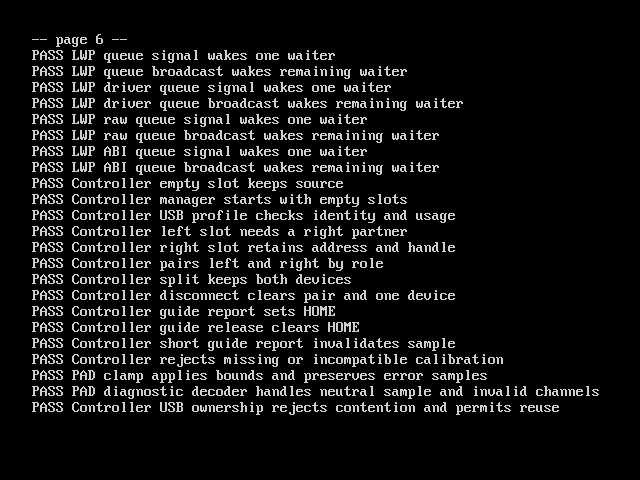 -- page 6 --
PASS LWP queue signal wakes one waiter
PASS LWP queue broadcast wakes remaining waiter
PASS LWP driver queue signal wakes one waiter
PASS LWP driver queue broadcast wakes remaining waiter
PASS LWP raw queue signal wakes one waiter
PASS LWP raw queue broadcast wakes remaining waiter
PASS LWP ABI queue signal wakes one waiter
PASS LWP ABI queue broadcast wakes remaining waiter
PASS Controller empty slot keeps source
PASS Controller manager starts with empty slots
PASS Controller USB profile checks identity and usage
PASS Controller left slot needs a right partner
PASS Controller right slot retains address and handle
PASS Controller pairs left and right by role
PASS Controller split keeps both devices
PASS Controller disconnect clears pair and one device
PASS Controller guide report sets HOME
PASS Controller guide release clears HOME
PASS Controller short guide report invalidates sample
PASS Controller rejects missing or incompatible calibration
PASS PAD clamp applies bounds and preserves error samples
PASS PAD diagnostic decoder handles neutral sample and invalid channels
PASS Controller USB ownership rejects contention and permits reuse